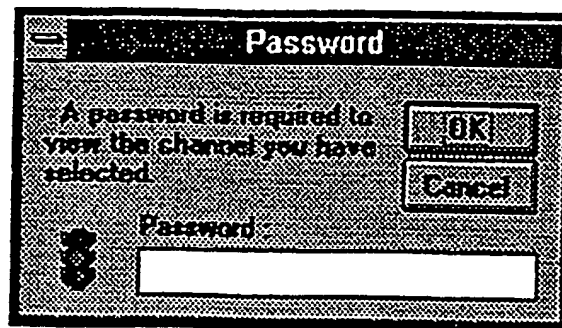 Password
A password is required to
view the channel you have
selected.
OK
Cancel
Password